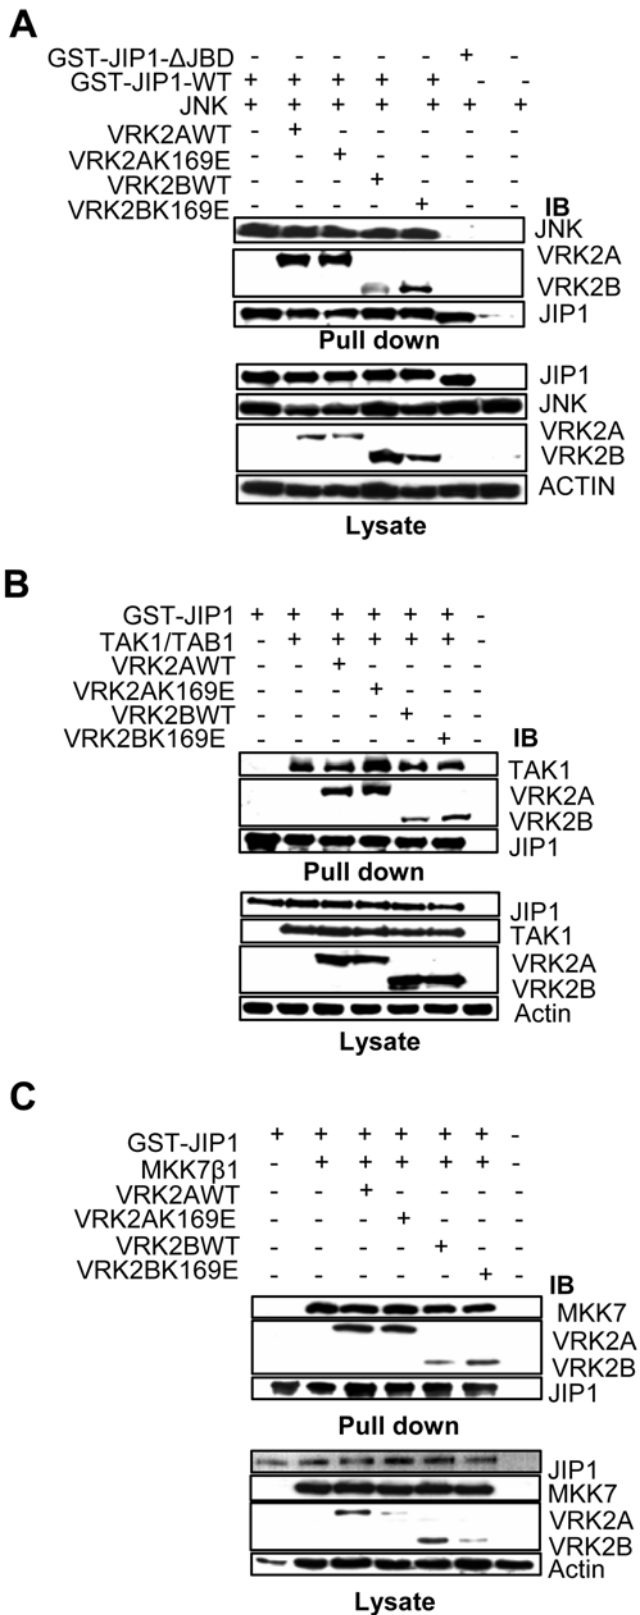 A
GST-JIP1-ΔJBD - - - - - + -
GST-JIP1-WT + + + + + - -
JNK + + + + + + +
VRK2AWT - + - - - - -
VRK2AK169E - - + - - - -
VRK2BWT - - - + - - -
VRK2BK169E - - - - + - - IB
JNK
VRK2A
VRK2B
JIP1
Pull down
JIP1
JNK
VRK2A
VRK2B
ACTIN
Lysate
B
GST-JIP1 + + + + + + -
TAK1/TAB1 - + + + + + -
VRK2AWT - - + - - - -
VRK2AK169E - - - + - - -
VRK2BWT - - - - + - -
VRK2BK169E - - - - - + - IB
TAK1
VRK2A
VRK2B
JIP1
Pull down
JIP1
TAK1
VRK2A
VRK2B
Actin
Lysate
C
GST-JIP1 + + + + + + -
MKK7β1 - + + + + + -
VRK2AWT - - + - - - -
VRK2AK169E - - - + - - -
VRK2BWT - - - - + - -
VRK2BK169E - - - - - + -
IB
MKK7
VRK2A
VRK2B
JIP1
Pull down
JIP1
MKK7
VRK2A
VRK2B
Actin
Lysate